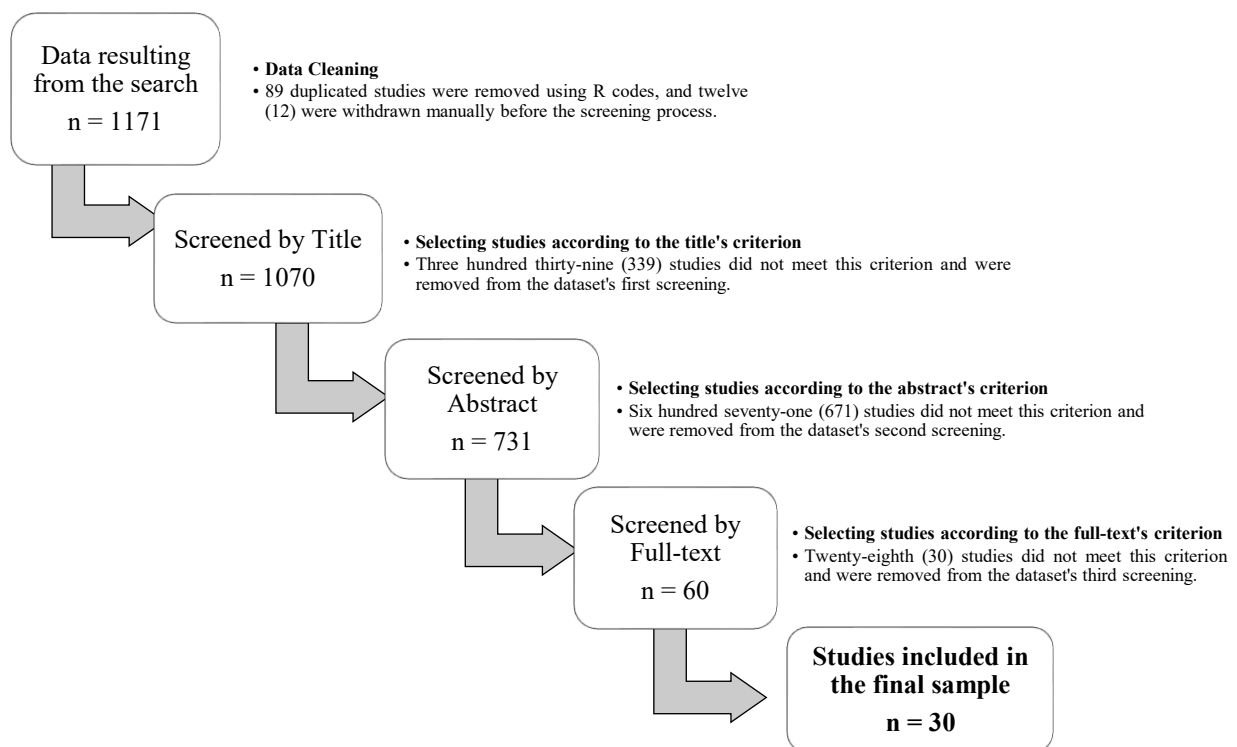 Data resulting
from the search
n = 1171
• Data Cleaning
• 89 duplicated studies were removed using R codes, and twelve
(12) were withdrawn manually before the screening process.
Screened by Title
n = 1070
• Selecting studies according to the title's criterion
• Three hundred thirty-nine (339) studies did not meet this criterion and were
removed from the dataset's first screening.
Screened by
Abstract
n = 731
• Selecting studies according to the abstract's criterion
• Six hundred seventy-one (671) studies did not meet this criterion and
were removed from the dataset's second screening.
Screened by
Full-text
n = 60
• Selecting studies according to the full-text's criterion
• Twenty-eighth (30) studies did not meet this criterion
and were removed from the dataset's third screening.
Studies included in
the final sample
n = 30